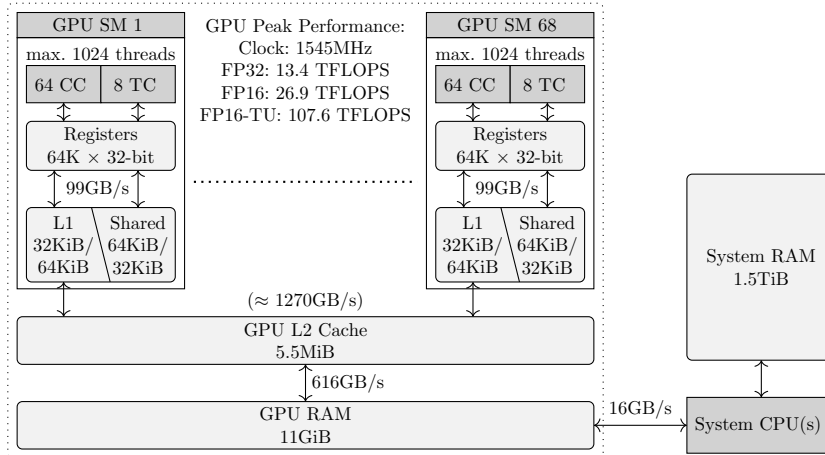 GPU SM 1
max. 1024 threads
64 CC
8 TC
Registers
64K × 32-bit
99GB/s
L1
32KiB/
64KiB
Shared
64KiB/
32KiB
GPU Peak Performance:
Clock: 1545MHz
FP32: 13.4 TFLOPS
FP16: 26.9 TFLOPS
FP16-TU: 107.6 TFLOPS
GPU SM 68
max. 1024 threads
64 CC
8 TC
Registers
64K × 32-bit
99GB/s
L1
32KiB/
64KiB
Shared
64KiB/
32KiB
(≈ 1270GB/s)
GPU L2 Cache
5.5MiB
616GB/s
GPU RAM
11GiB
16GB/s
System RAM
1.5TiB
System CPU(s)